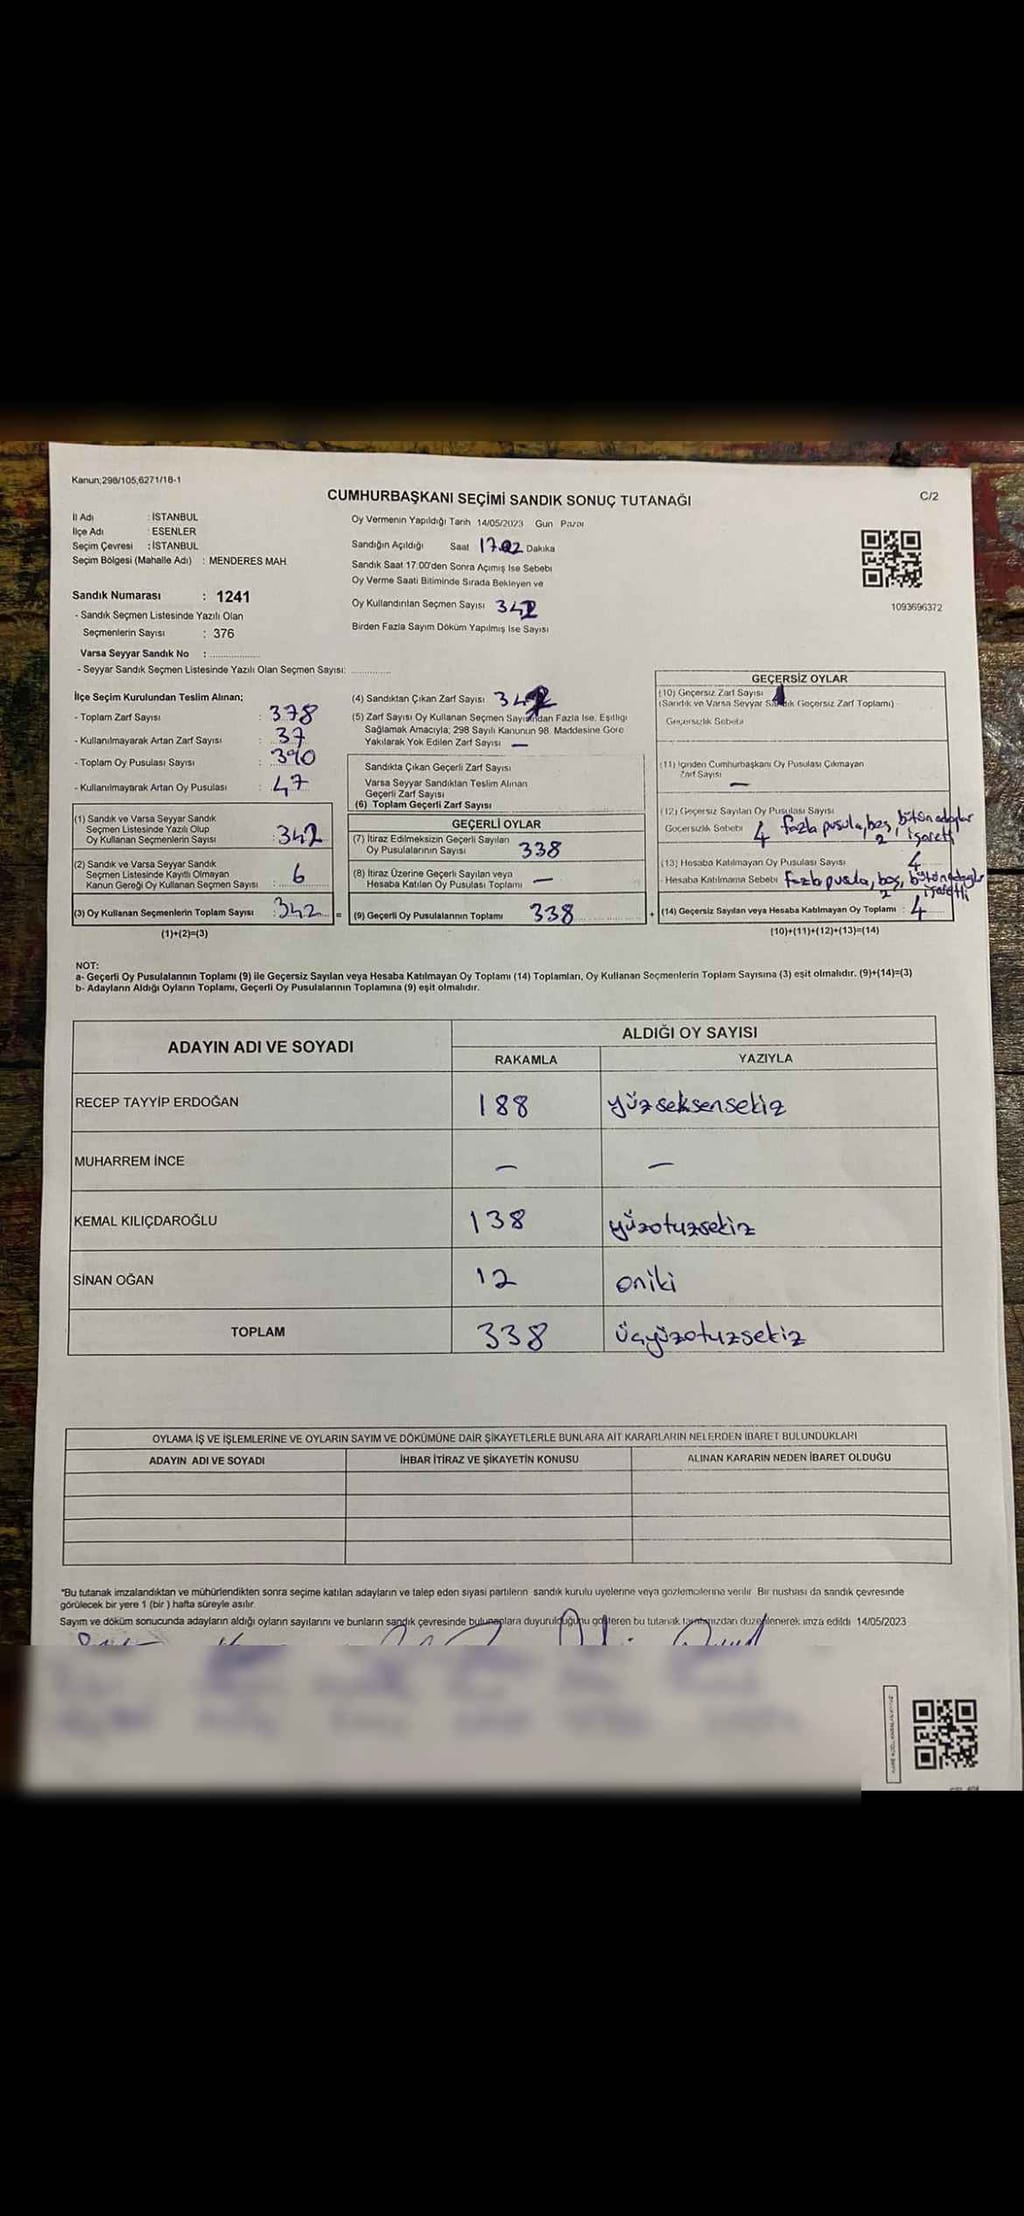 Kanun;298/105,6271/18-1
CUMHURBAŞKANI SEÇİMİ SANDIK SONUÇ TUTANAĞI
C/2
İl Adı : İSTANBUL
İlçe Adı : ESENLER
Seçim Çevresi : İSTANBUL
Seçim Bölgesi (Mahalle Adı) : MENDERES MAH
Sandık Numarası : 1241
- Sandık Seçmen Listesinde Yazılı Olan
Seçmenlerin Sayısı : 376
Varsa Seyyar Sandık No :
- Seyyar Sandık Seçmen Listesinde Yazılı Olan Seçmen Sayısı:
Oy Vermenin Yapıldığı Tarih 14/05/2023 Gün Pazar
Sandığın Açıldığı Saat 17.02 Dakika
Sandık Saat 17:00'den Sonra Açımış İse Sebebi
Oy Verme Saati Bitiminde Sırada Bekleyen ve
Oy Kullandırılan Seçmen Sayısı 342
Birden Fazla Sayım Döküm Yapılmış İse Sayısı
1093696372
İlçe Seçim Kurulundan Teslim Alınan;
- Toplam Zarf Sayısı : 378
- Kullanılmayarak Artan Zarf Sayısı : 37
- Toplam Oy Pusulası Sayısı : 390
- Kullanılmayarak Artan Oy Pusulası : 47
(1) Sandık ve Varsa Seyyar Sandık
Seçmen Listesinde Yazılı Olup
Oy Kullanan Seçmenlerin Sayısı : 342
(2) Sandık ve Varsa Seyyar Sandık
Seçmen Listesinde Kayıtlı Olmayan
Kanun Gereği Oy Kullanan Seçmen Sayısı : 6
(3) Oy Kullanan Seçmenlerin Toplam Sayısı : 342 =
(1)+(2)=(3)
(4) Sandıktan Çıkan Zarf Sayısı 342
(5) Zarf Sayısı Oy Kullanan Seçmen Sayısından Fazla İse, Eşitliği
Sağlamak Amacıyla; 298 Sayılı Kanunun 98. Maddesine Göre
Yakılarak Yok Edilen Zarf Sayısı —
Sandıkta Çıkan Geçerli Zarf Sayısı
Varsa Seyyar Sandıktan Teslim Alınan
Geçerli Zarf Sayısı
(6) Toplam Geçerli Zarf Sayısı
GEÇERLİ OYLAR
(7) İtiraz Edilmeksizin Geçerli Sayılan
Oy Pusulalarının Sayısı 338
(8) İtiraz Üzerine Geçerli Sayılan veya
Hesaba Katılan Oy Pusulası Toplamı —
(9) Geçerli Oy Pusulalarının Toplamı 338 +
GEÇERSİZ OYLAR
(10) Geçersiz Zarf Sayısı
(Sandık ve Varsa Seyyar Sandık Geçersiz Zarf Toplamı)
Geçersizlik Sebebi
(11) İçinden Cumhurbaşkanı Oy Pusulası Çıkmayan
Zarf Sayısı —
(12) Geçersiz Sayılan Oy Pusulası Sayısı
Geçersizlik Sebebi 4 fazla pusula, boş, bütün adaylar
2 işaretli
(13) Hesaba Katılmayan Oy Pusulası Sayısı 4
Hesaba Katılmama Sebebi fazla pusula, boş, bütün adaylar
2 işaretli
(14) Geçersiz Sayılan veya Hesaba Katılmayan Oy Toplamı : 4
(10)+(11)+(12)+(13)=(14)
NOT:
a- Geçerli Oy Pusulalarının Toplamı (9) ile Geçersiz Sayılan veya Hesaba Katılmayan Oy Toplamı (14) Toplamları, Oy Kullanan Seçmenlerin Toplam Sayısına (3) eşit olmalıdır. (9)+(14)=(3)
b- Adayların Aldığı Oyların Toplamı, Geçerli Oy Pusulalarının Toplamına (9) eşit olmalıdır.
ADAYIN ADI VE SOYADI ALDIĞI OY SAYISI
RAKAMLA YAZIYLA
RECEP TAYYİP ERDOĞAN 188 yüzseksensekiz
MUHARREM İNCE — —
KEMAL KILIÇDAROĞLU 138 yüzotuzsekiz
SİNAN OĞAN 12 oniki
TOPLAM 338 üçyüzotuzsekiz
OYLAMA İŞ VE İŞLEMLERİNE VE OYLARIN SAYIM VE DÖKÜMÜNE DAİR ŞİKAYETLERLE BUNLARA AİT KARARLARIN NELERDEN İBARET BULUNDUKLARI
ADAYIN ADI VE SOYADI İHBAR İTİRAZ VE ŞİKAYETİN KONUSU ALINAN KARARIN NEDEN İBARET OLDUĞU
*Bu tutanak imzalandıktan ve mühürlendikten sonra seçime katılan adayların ve talep eden siyasi partilerin sandık kurulu üyelerine veya gözlemcilerine verilir. Bir nüshası da sandık çevresinde
görülecek bir yere 1 (bir ) hafta süreyle asılır.
Sayım ve döküm sonucunda adayların aldığı oyların sayılarını ve bunların sandık çevresinde bulunanlara duyurulduğunu gösteren bu tutanak tarafımızdan düzenlenerek imza edildi 14/05/2023